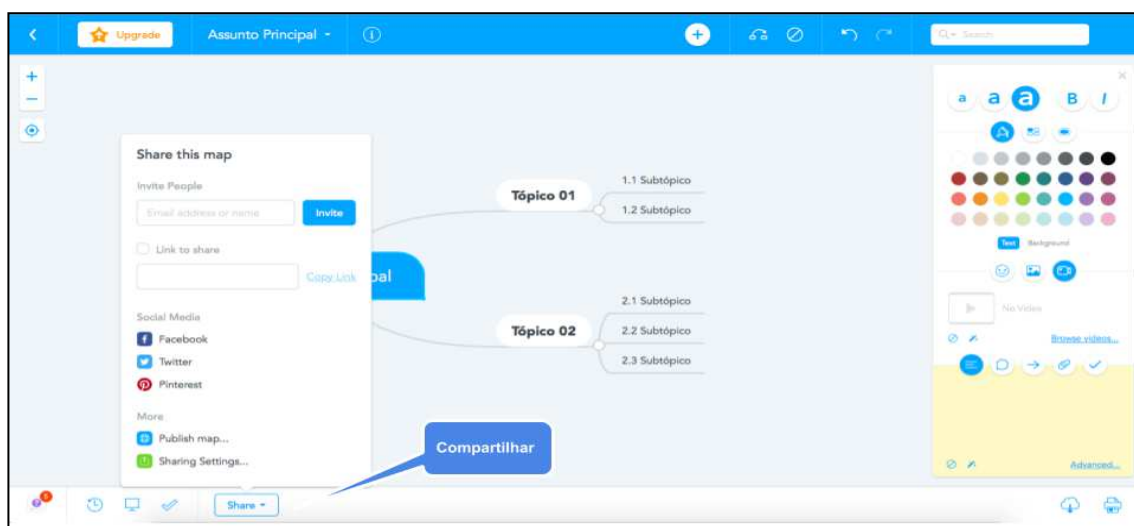 Upgrade
Assunto Principal
Search
Share this map
Invite People
Email address or name
Invite
Link to share
Copy Link
Social Media
Facebook
Twitter
Pinterest
More
Publish map...
Sharing Settings...
pal
Tópico 01
1.1 Subtópico
1.2 Subtópico
Tópico 02
2.1 Subtópico
2.2 Subtópico
2.3 Subtópico
Compartilhar
a a a B I
Text Background
No Video
Browse videos...
Advanced...
Share